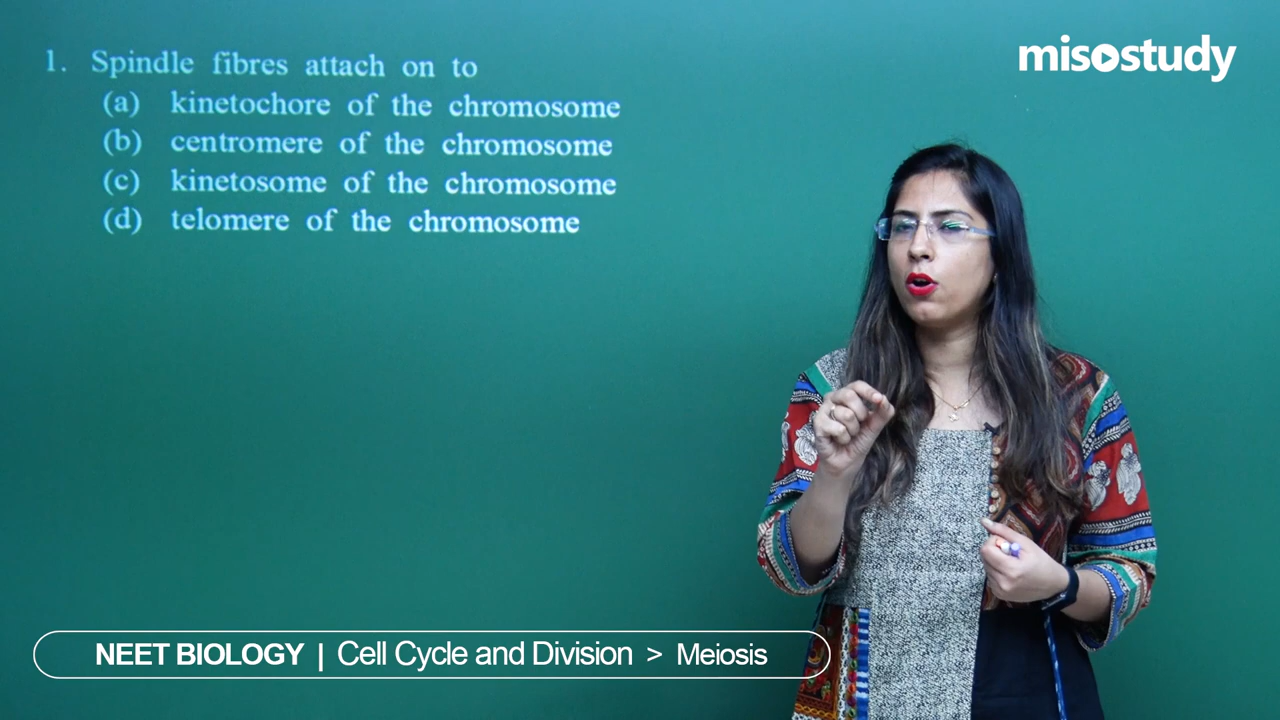 misostudy
1. Spindle fibres attach on to
(a) kinetochore of the chromosome
(b) centromere of the chromosome
(c) kinetosome of the chromosome
(d) telomere of the chromosome
NEET BIOLOGY | Cell Cycle and Division > Meiosis